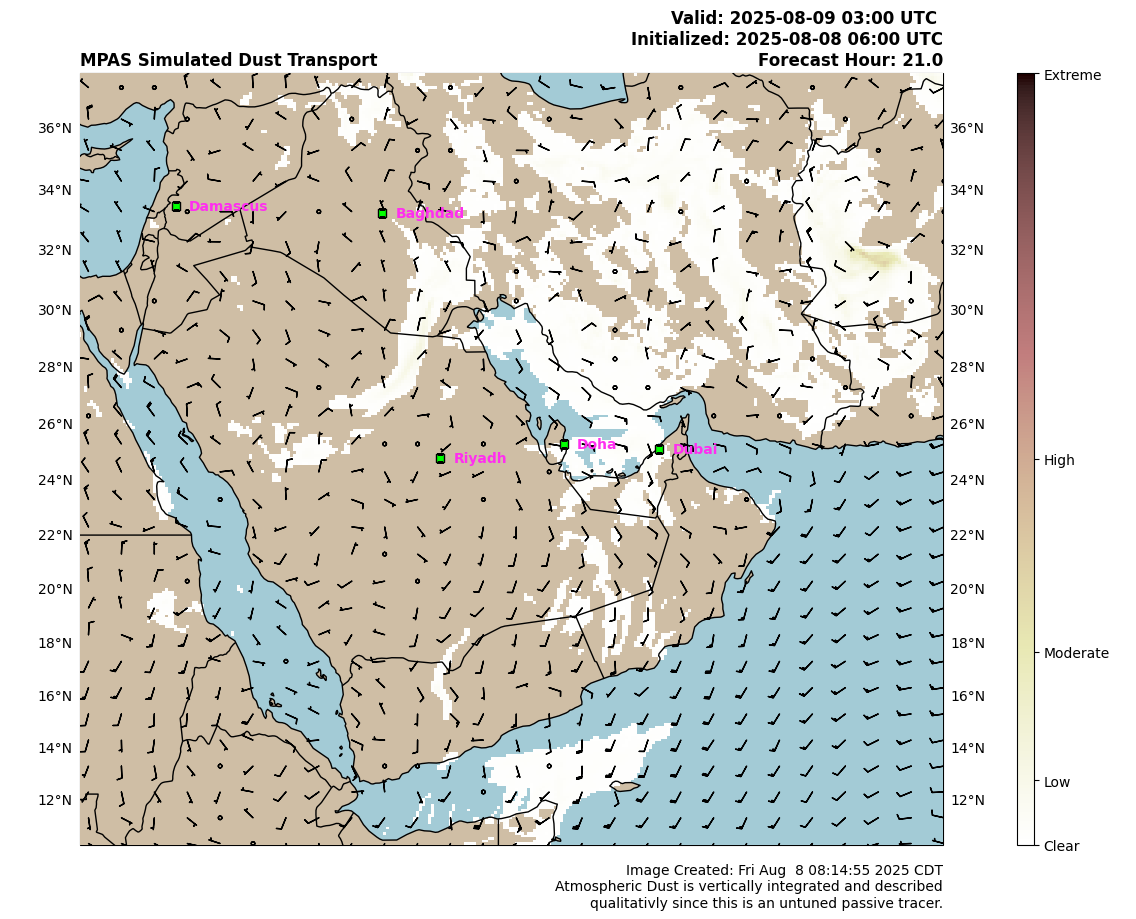 Valid: 2025-08-09 03:00 UTC
Initialized: 2025-08-08 06:00 UTC
MPAS Simulated Dust Transport Forecast Hour: 21.0
Extreme
36°N 36°N
34°N 34°N
Damascus
Baghdad
32°N 32°N
30°N 30°N
28°N 28°N
26°N 26°N
Doha
Dubai
Riyadh
High
24°N 24°N
22°N 22°N
20°N 20°N
18°N 18°N
Moderate
16°N 16°N
14°N 14°N
Low
12°N 12°N
Clear
Image Created: Fri Aug  8 08:14:55 2025 CDT
Atmospheric Dust is vertically integrated and described
qualitativly since this is an untuned passive tracer.